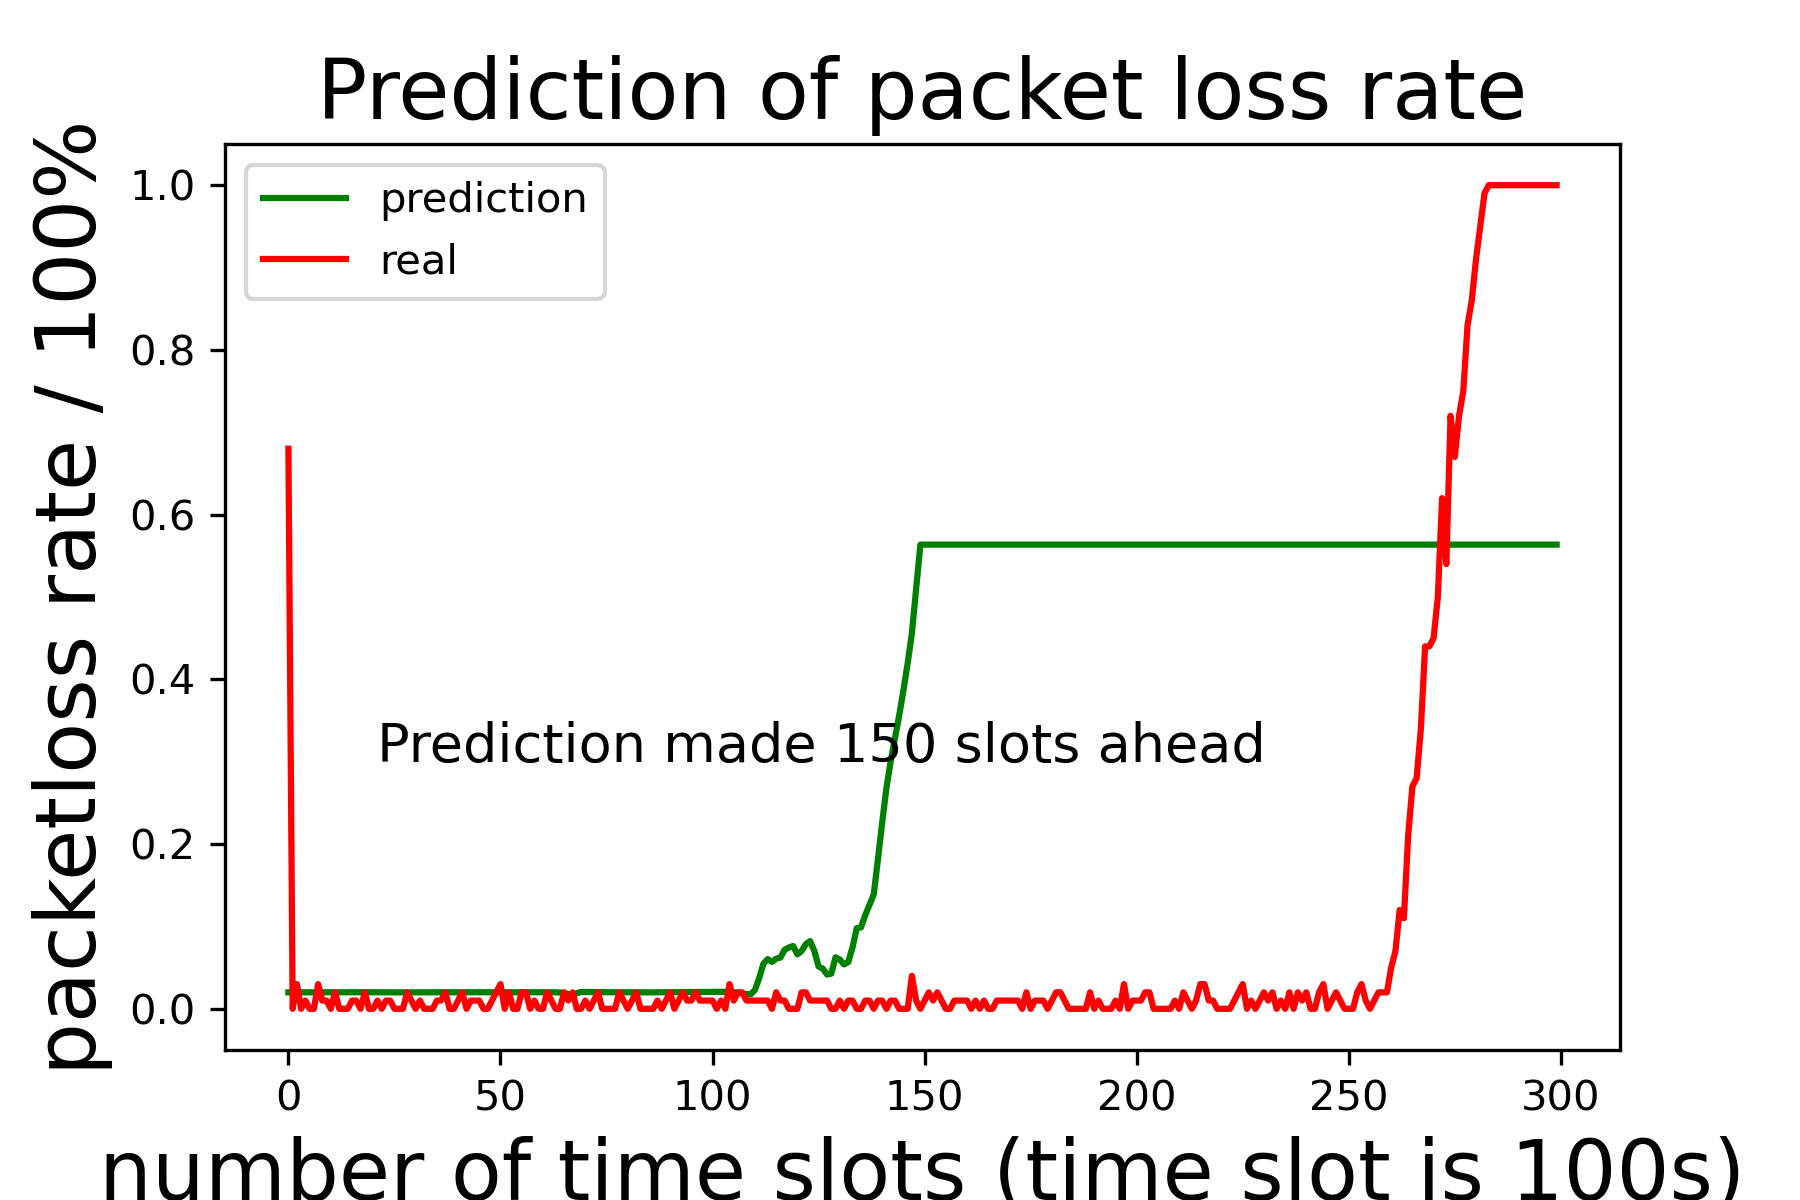 Prediction of packet loss rate
packetloss rate / 100%
1.0
0.8
0.6
0.4
0.2
0.0
prediction
real
Prediction made 150 slots ahead
0 50 100 150 200 250 300
number of time slots (time slot is 100s)